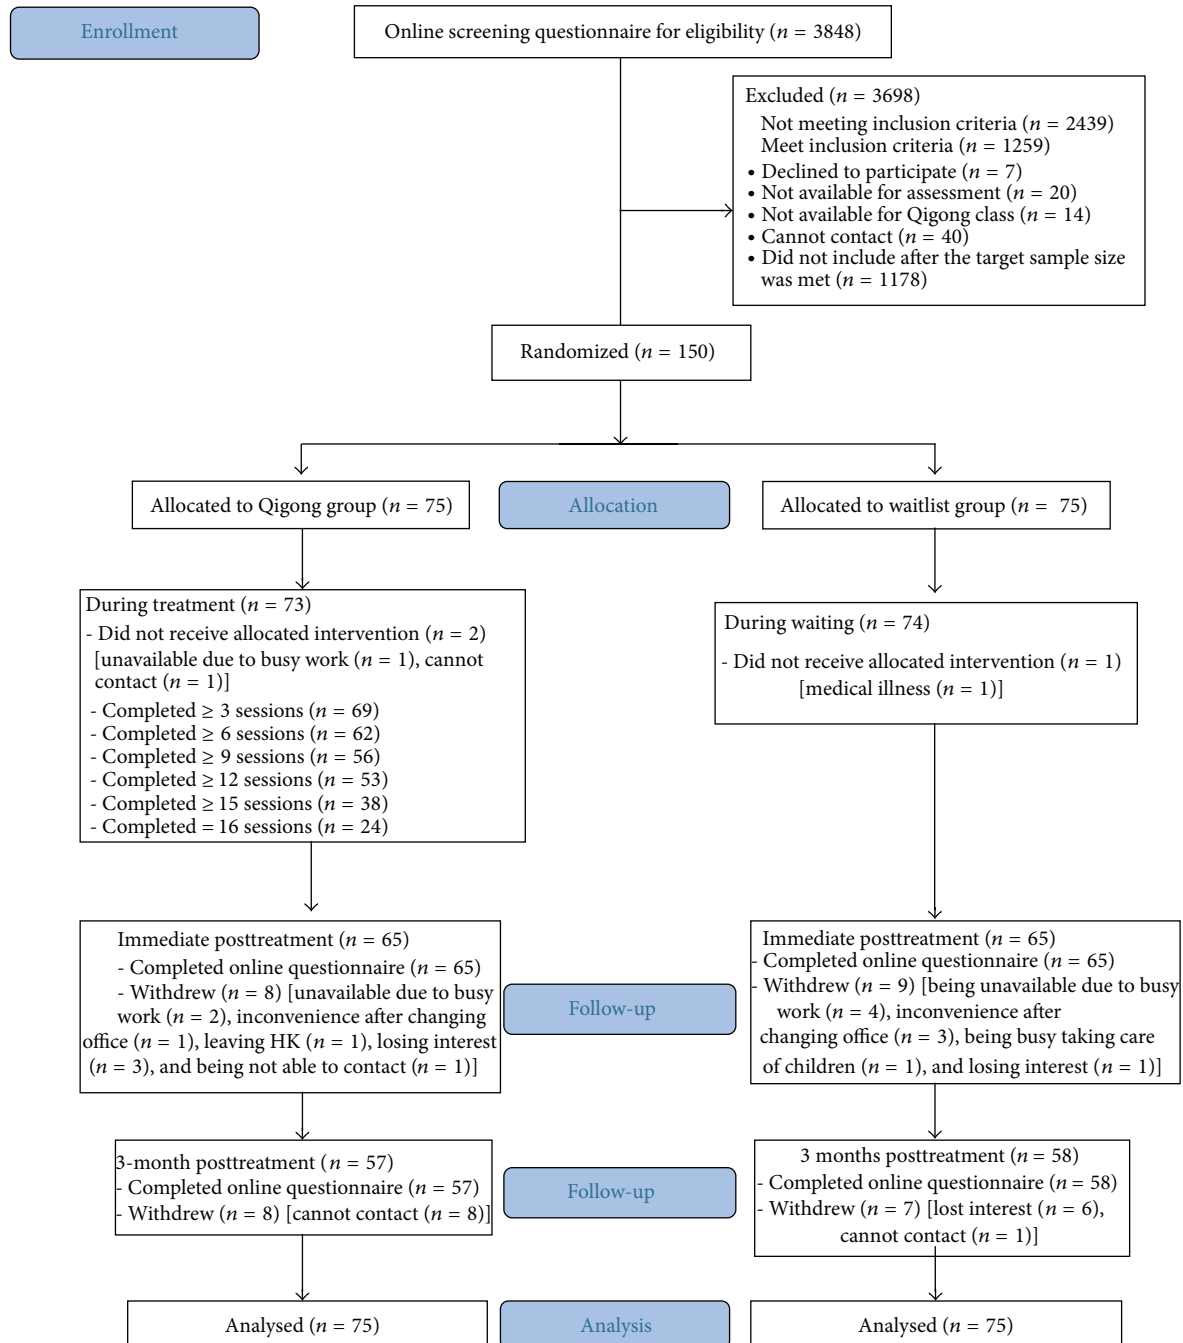 Enrollment
Online screening questionnaire for eligibility (n = 3848)
Excluded (n = 3698)
Not meeting inclusion criteria (n = 2439)
Meet inclusion criteria (n = 1259)
• Declined to participate (n = 7)
• Not available for assessment (n = 20)
• Not available for Qigong class (n = 14)
• Cannot contact (n = 40)
• Did not include after the target sample size
was met (n = 1178)
Randomized (n = 150)
Allocated to Qigong group (n = 75)
Allocation
Allocated to waitlist group (n = 75)
During treatment (n = 73)
- Did not receive allocated intervention (n = 2)
[unavailable due to busy work (n = 1), cannot
contact (n = 1)]
- Completed ≥ 3 sessions (n = 69)
- Completed ≥ 6 sessions (n = 62)
- Completed ≥ 9 sessions (n = 56)
- Completed ≥ 12 sessions (n = 53)
- Completed ≥ 15 sessions (n = 38)
- Completed = 16 sessions (n = 24)
During waiting (n = 74)
- Did not receive allocated intervention (n = 1)
[medical illness (n = 1)]
Immediate posttreatment (n = 65)
- Completed online questionnaire (n = 65)
- Withdrew (n = 8) [unavailable due to busy
work (n = 2), inconvenience after changing
office (n = 1), leaving HK (n = 1), losing interest
(n = 3), and being not able to contact (n = 1)]
Follow-up
Immediate posttreatment (n = 65)
- Completed online questionnaire (n = 65)
- Withdrew (n = 9) [being unavailable due to busy
work (n = 4), inconvenience after
changing office (n = 3), being busy taking care
of children (n = 1), and losing interest (n = 1)]
3-month posttreatment (n = 57)
- Completed online questionnaire (n = 57)
- Withdrew (n = 8) [cannot contact (n = 8)]
Follow-up
3 months posttreatment (n = 58)
- Completed online questionnaire (n = 58)
- Withdrew (n = 7) [lost interest (n = 6),
cannot contact (n = 1)]
Analysed (n = 75)
Analysis
Analysed (n = 75)